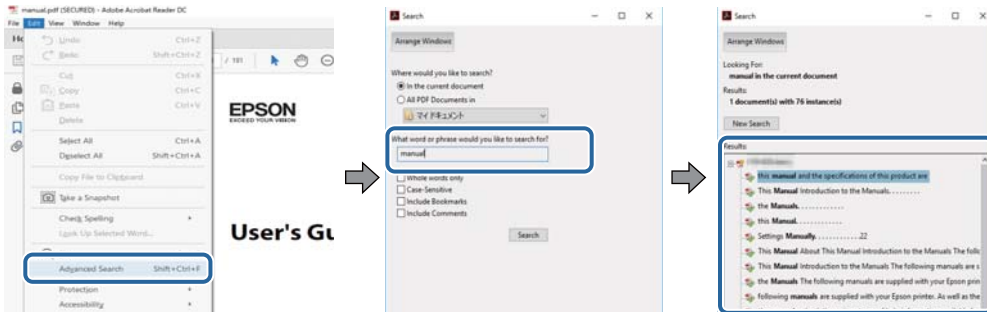 manual.pdf (SECURED) - Adobe Acrobat Reader DC
File Edit View Window Help
Undo Ctrl+Z
Redo Shift+Ctrl+Z
Cut Ctrl+X
Copy Ctrl+C
Paste Ctrl+V
Delete
Select All Ctrl+A
Deselect All Shift+Ctrl+A
Copy File to Clipboard
Take a Snapshot
Check Spelling
Look Up Selected Word...
Advanced Search Shift+Ctrl+F
Protection
Accessibility
/ 181
EPSON
EXCEED YOUR VISION
User's Gu
Search
Arrange Windows
Where would you like to search?
In the current document
All PDF Documents in
マイ ドキュメント
What word or phrase would you like to search for?
manual
Whole words only
Case-Sensitive
Include Bookmarks
Include Comments
Search
Search
Arrange Windows
Looking For:
manual in the current document
Results:
1 document(s) with 76 instance(s)
New Search
Results:
this manual and the specifications of this product are
This Manual Introduction to the Manuals. . . . . . . . .
the Manuals. . . . . . . . . . . . .
this Manual. . . . . . . . . . . . .
Settings Manually. . . . . . . . . . . . 22
This Manual About This Manual Introduction to the Manuals The follo
This Manual Introduction to the Manuals The following manuals are s
the Manuals The following manuals are supplied with your Epson prin
following manuals are supplied with your Epson printer. As well as the